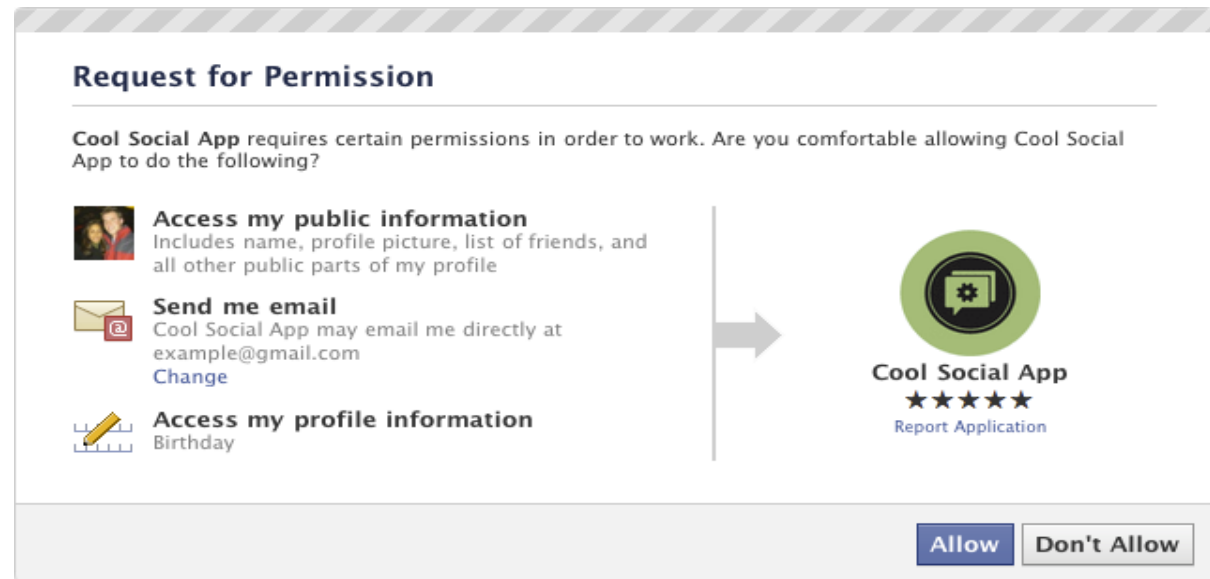 Request for Permission
Cool Social App requires certain permissions in order to work. Are you comfortable allowing Cool Social
App to do the following?
Access my public information
Includes name, profile picture, list of friends, and
all other public parts of my profile
Send me email
Cool Social App may email me directly at
example@gmail.com
Change
Access my profile information
Birthday
Cool Social App
★★★★★
Report Application
Allow
Don't Allow